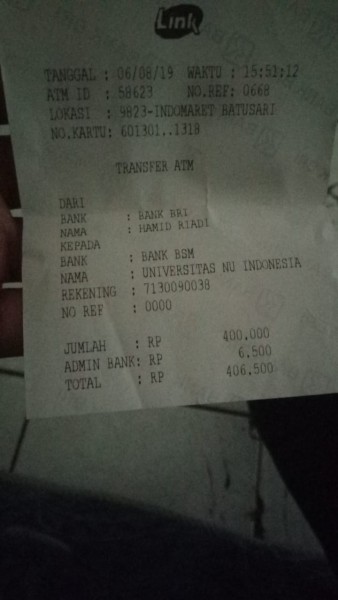 Link
TANGGAL : 06/08/19 WAKTU : 15:51:12
ATM ID : 58623 NO.REF: 0668
LOKASI : 9823-INDOMARET BATUSARI
NO.KARTU: 601301..1318
TRANSFER ATM
DARI
BANK : BANK BRI
NAMA : HAMID RIADI
KEPADA
BANK : BANK BSM
NAMA : UNIVERSITAS NU INDONESIA
REKENING : 7130090038
NO REF : 0000
JUMLAH : RP 400.000
ADMIN BANK: RP 6.500
TOTAL : RP 406.500